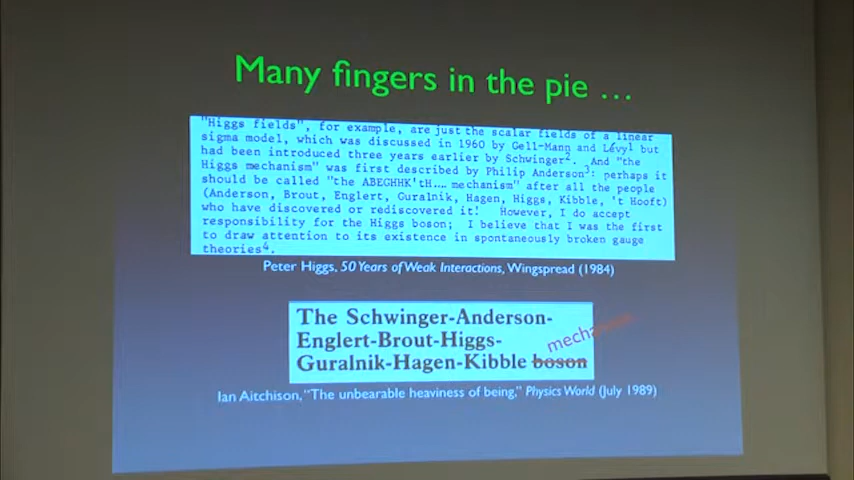 Many fingers in the pie ...
"Higgs fields", for example, are just the scalar fields of a linear
sigma model, which was discussed in 1960 by Gell-Mann and Lévy1 but
had been introduced three years earlier by Schwinger2. And "the
Higgs mechanism" was first described by Philip Anderson3: perhaps it
should be called "the ABEGHHK'tH.... mechanism" after all the people
(Anderson, Brout, Englert, Guralnik, Hagen, Higgs, Kibble, 't Hooft)
who have discovered or rediscovered it! However, I do accept
responsibility for the Higgs boson; I believe that I was the first
to draw attention to its existence in spontaneously broken gauge
theories4.
Peter Higgs, 50 Years of Weak Interactions, Wingspread (1984)
The Schwinger-Anderson-
Englert-Brout-Higgs-
Guralnik-Hagen-Kibble boson
mechanism
Ian Aitchison, "The unbearable heaviness of being," Physics World (July 1989)